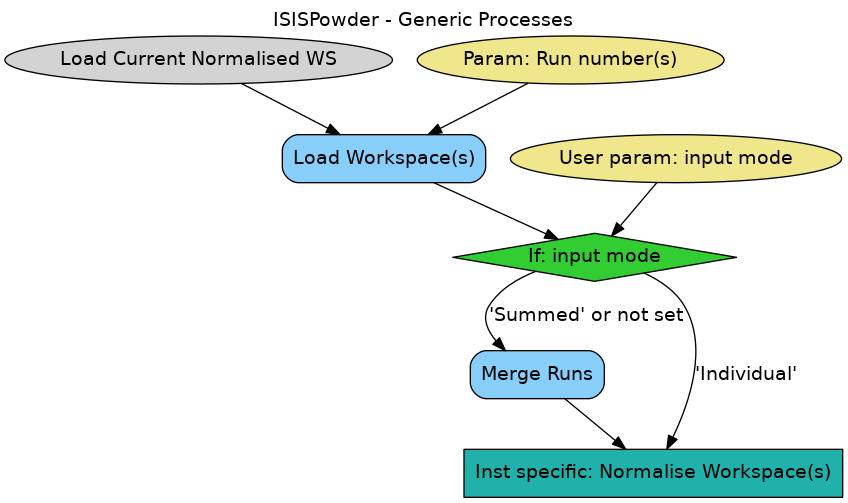 ISISPowder - Generic Processes
Load Current Normalised WS
Param: Run number(s)
Load Workspace(s)
User param: input mode
If: input mode
'Summed' or not set
Merge Runs
'Individual'
Inst specific: Normalise Workspace(s)